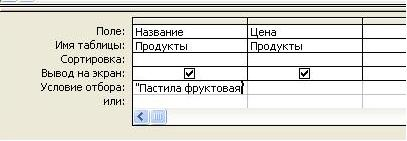 Поле: Название Цена
Имя таблицы: Продукты Продукты
Сортировка:
Вывод на экран:
Условие отбора: "Пастила фруктовая
или: